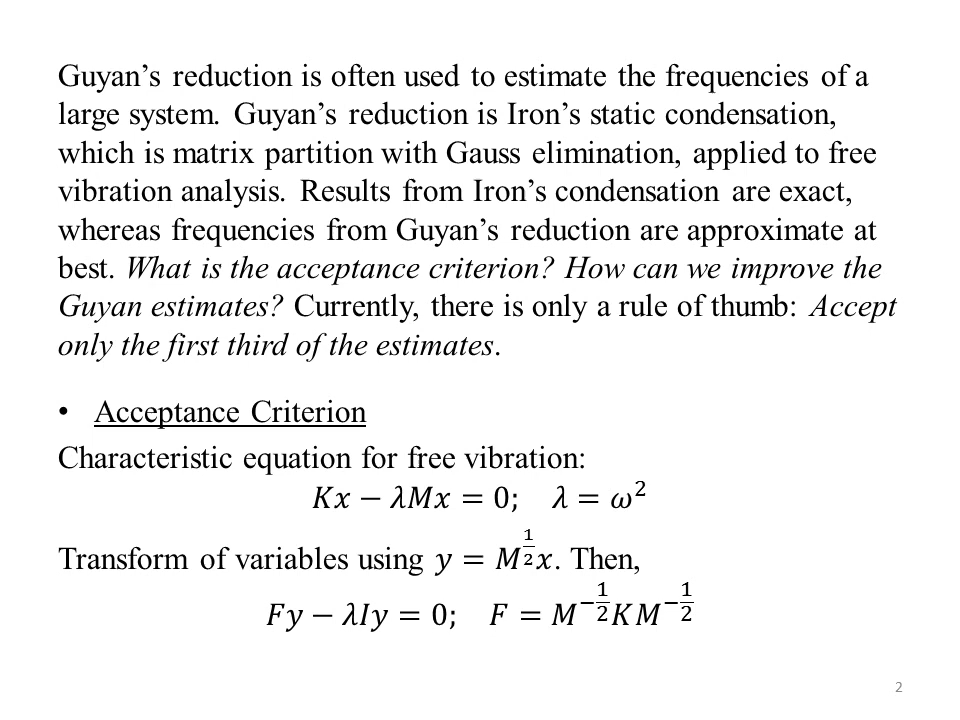 Guyan’s reduction is often used to estimate the frequencies of a
large system. Guyan’s reduction is Iron’s static condensation,
which is matrix partition with Gauss elimination, applied to free
vibration analysis. Results from Iron’s condensation are exact,
whereas frequencies from Guyan’s reduction are approximate at
best. What is the acceptance criterion? How can we improve the
Guyan estimates? Currently, there is only a rule of thumb: Accept
only the first third of the estimates.
• Acceptance Criterion
Characteristic equation for free vibration:
𝐾𝑥 − 𝜆𝑀𝑥 = 0; 𝜆 = 𝜔²
Transform of variables using 𝑦 = 𝑀^{1/2}𝑥. Then,
𝐹𝑦 − 𝜆𝐼𝑦 = 0; 𝐹 = 𝑀^{−1/2}𝐾𝑀^{−1/2}
2